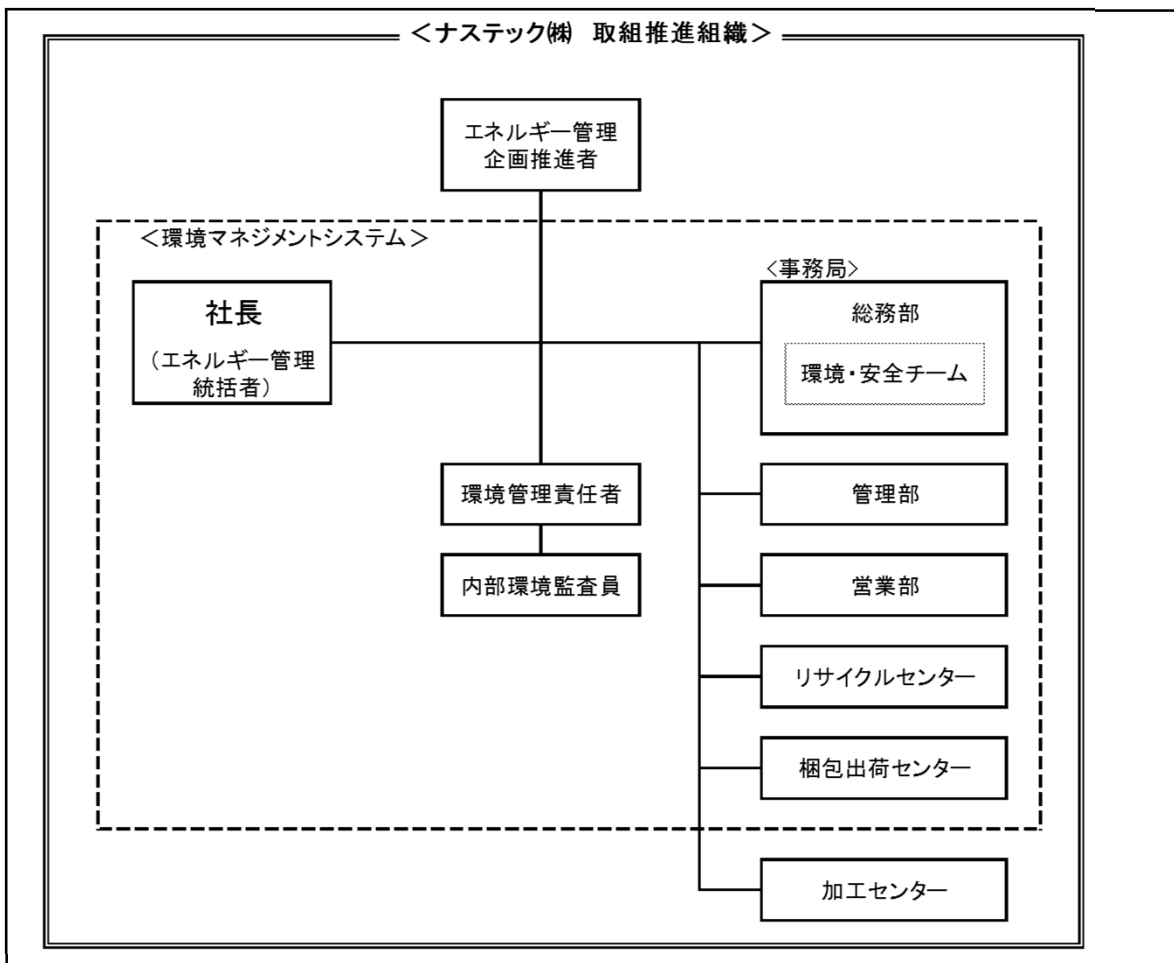 ＜ナステック㈱　取組推進組織＞
エネルギー管理
企画推進者
＜環境マネジメントシステム＞
<事務局>
社長
（エネルギー管理
統括者）
総務部
環境・安全チーム
環境管理責任者
管理部
内部環境監査員
営業部
リサイクルセンター
梱包出荷センター
加工センター